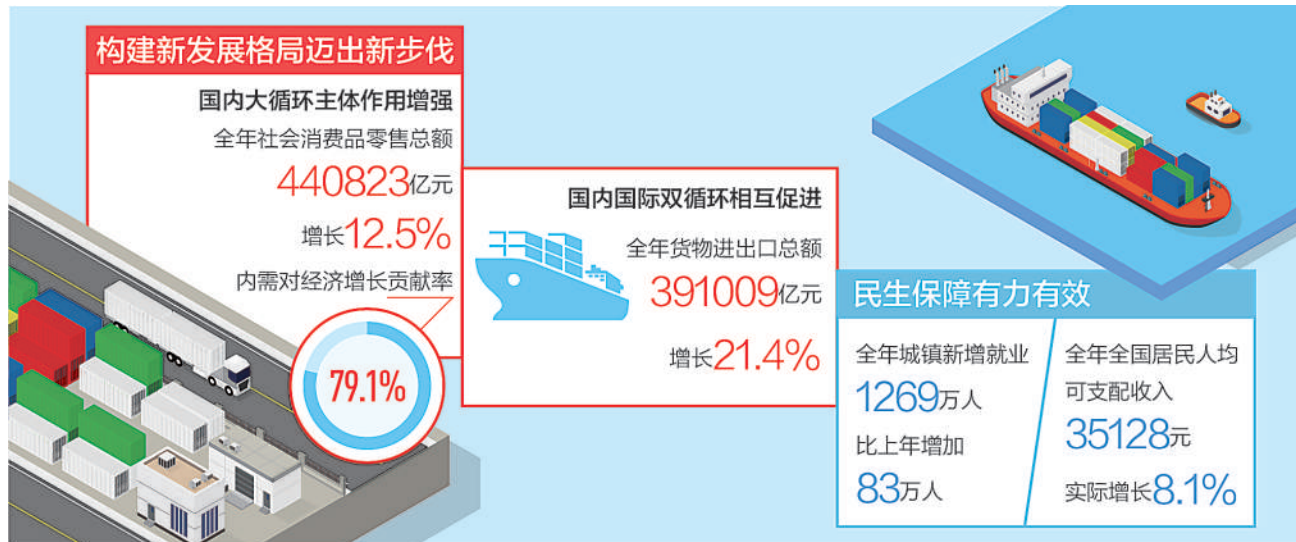 构建新发展格局迈出新步伐
国内大循环主体作用增强
全年社会消费品零售总额
440823亿元
增长12.5%
内需对经济增长贡献率
79.1%
国内国际双循环相互促进
全年货物进出口总额
391009亿元
增长21.4%
民生保障有力有效
全年城镇新增就业
1269万人
比上年增加
83万人
全年全国居民人均
可支配收入
35128元
实际增长8.1%